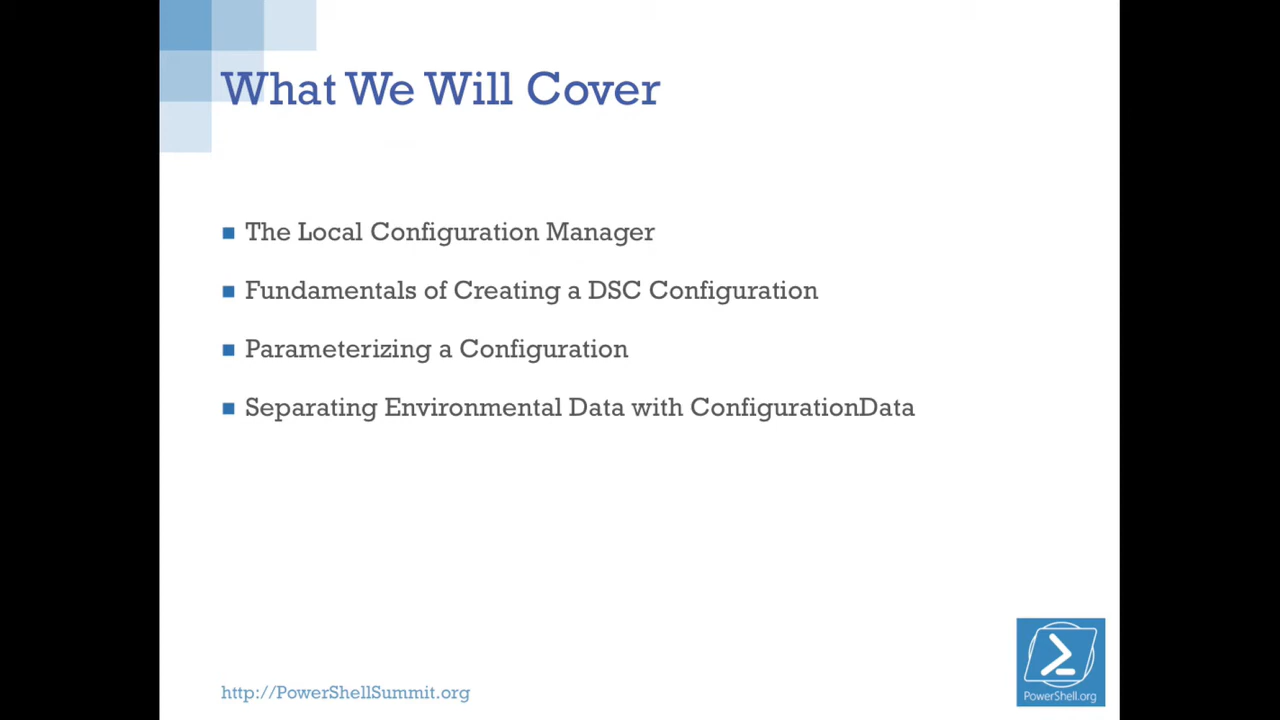 What We Will Cover
The Local Configuration Manager
Fundamentals of Creating a DSC Configuration
Parameterizing a Configuration
Separating Environmental Data with ConfigurationData
http://PowerShellSummit.org
PowerShell.org